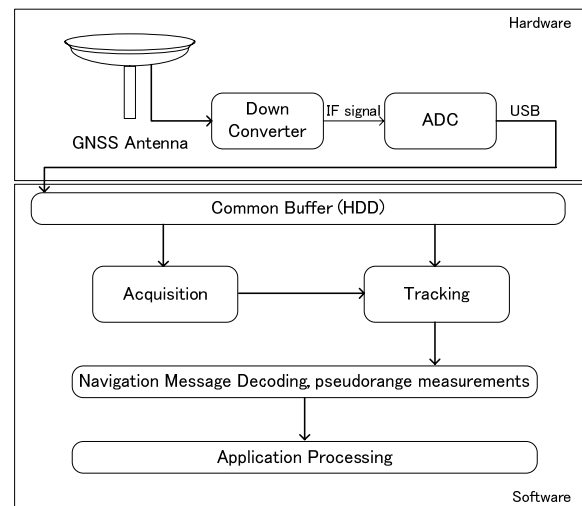 Hardware
GNSS Antenna
Down
Converter
IF signal
ADC
USB
Common Buffer (HDD)
Acquisition
Tracking
Navigation Message Decoding, pseudorange measurements
Application Processing
Software